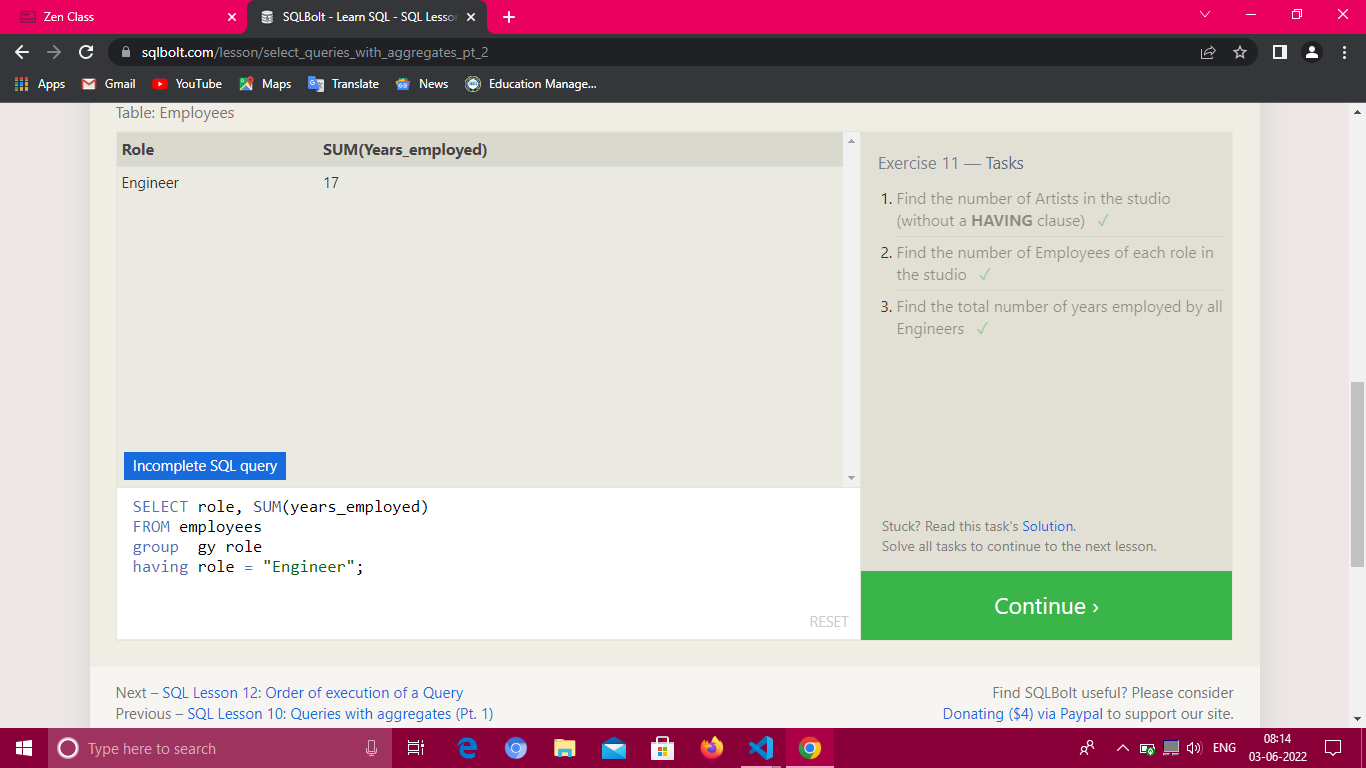 Zen Class
SQLBolt - Learn SQL - SQL Lesson
sqlbolt.com/lesson/select_queries_with_aggregates_pt_2
Apps Gmail YouTube Maps Translate News Education Manage...
Table: Employees
Role SUM(Years_employed)
Engineer 17
Incomplete SQL query
SELECT role, SUM(years_employed)
FROM employees
group  gy role
having role = "Engineer";
RESET
Exercise 11 — Tasks
1. Find the number of Artists in the studio
(without a HAVING clause) ✓
2. Find the number of Employees of each role in
the studio ✓
3. Find the total number of years employed by all
Engineers ✓
Stuck? Read this task's Solution.
Solve all tasks to continue to the next lesson.
Continue ›
Next – SQL Lesson 12: Order of execution of a Query
Previous – SQL Lesson 10: Queries with aggregates (Pt. 1)
Find SQLBolt useful? Please consider
Donating ($4) via Paypal to support our site.
Type here to search
ENG
08:14
03-06-2022